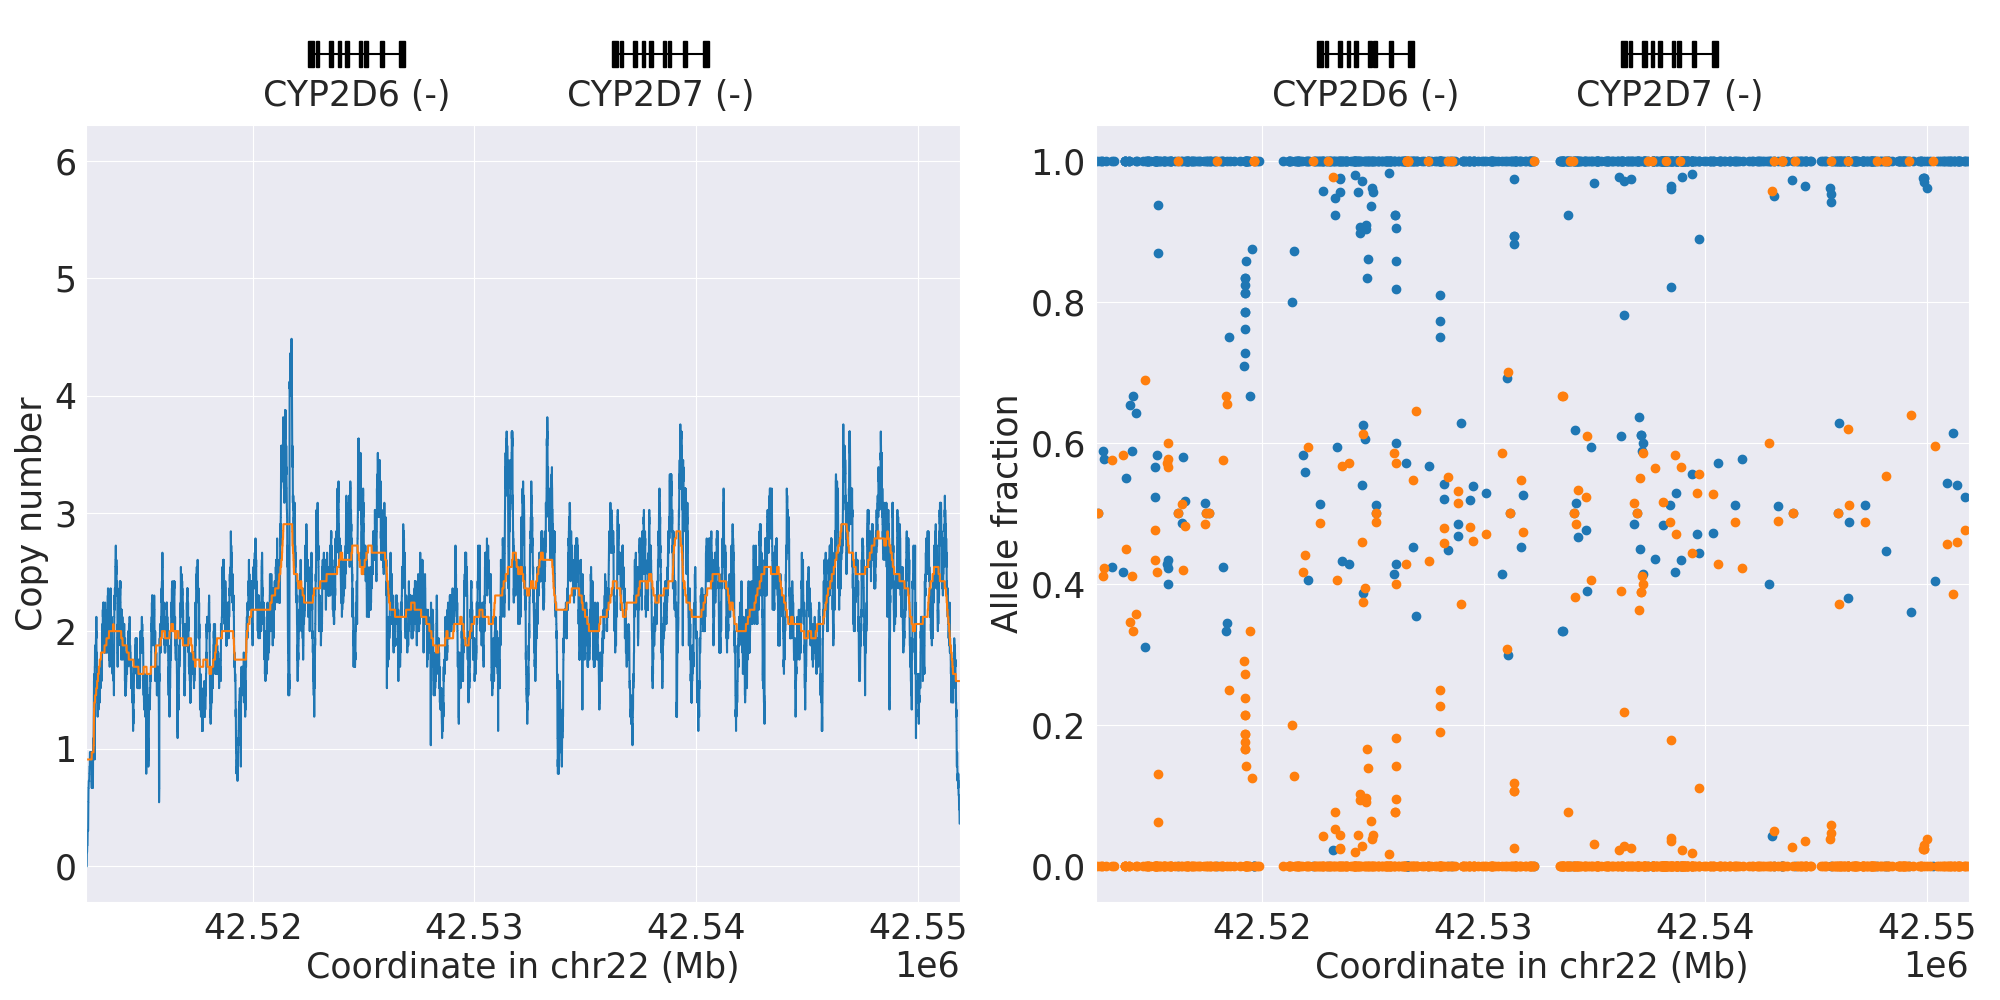 CYP2D6 (-) CYP2D7 (-)
6
5
4
3
2
1
0
Copy number
42.52 42.53 42.54 42.55
Coordinate in chr22 (Mb) 1e6
CYP2D6 (-) CYP2D7 (-)
1.0
0.8
0.6
0.4
0.2
0.0
Allele fraction
42.52 42.53 42.54 42.55
Coordinate in chr22 (Mb) 1e6